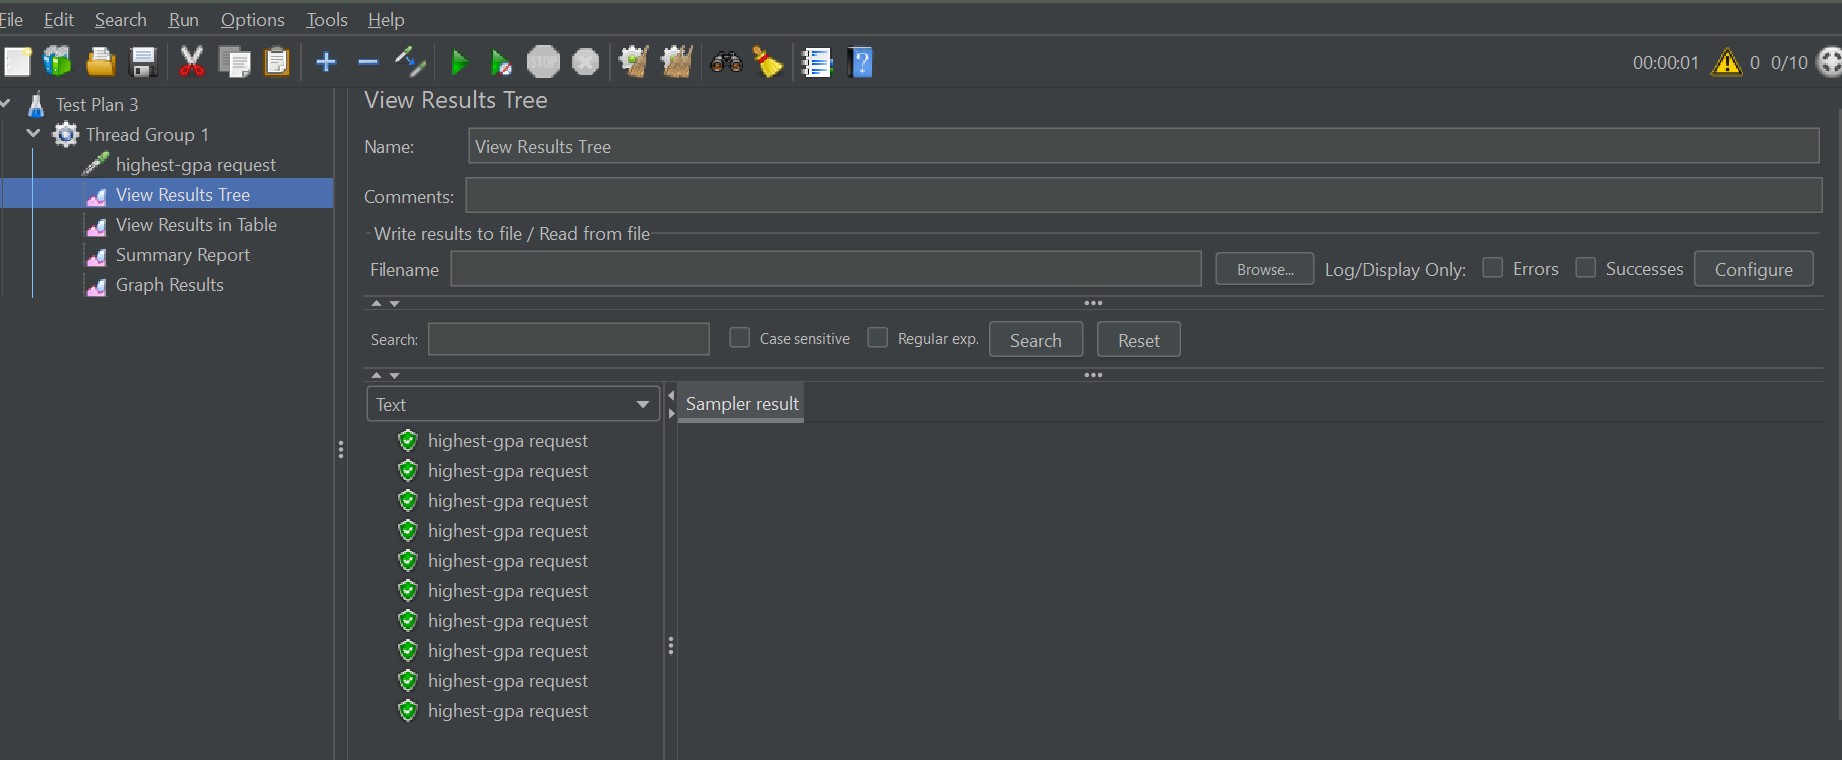 File Edit Search Run Options Tools Help
STOP
00:00:01 0 0/10
Test Plan 3
Thread Group 1
highest-gpa request
View Results Tree
View Results in Table
Summary Report
Graph Results
View Results Tree
Name: View Results Tree
Comments:
Write results to file / Read from file
Filename Browse... Log/Display Only: Errors Successes Configure
Search: Case sensitive Regular exp. Search Reset
Text
Sampler result
highest-gpa request
highest-gpa request
highest-gpa request
highest-gpa request
highest-gpa request
highest-gpa request
highest-gpa request
highest-gpa request
highest-gpa request
highest-gpa request